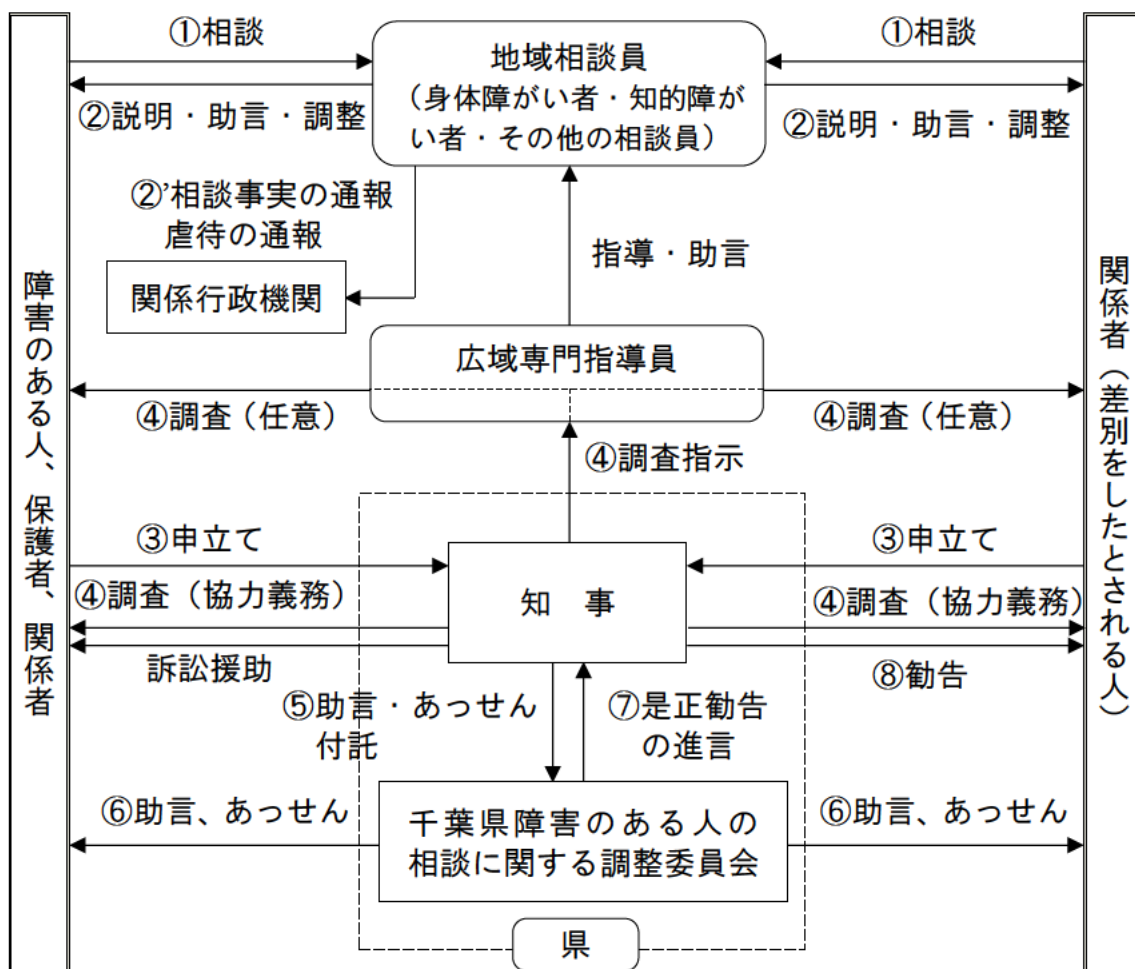 ①相談
①相談
地域相談員
（身体障がい者・知的障が
い者・その他の相談員）
②説明・助言・調整
②説明・助言・調整
②’相談事実の通報
虐待の通報
指導・助言
関係行政機関
障害のある人、保護者、関係者
関係者（差別をしたとされる人）
広域専門指導員
④調査（任意）
④調査（任意）
④調査指示
③申立て
③申立て
知　事
④調査（協力義務）
④調査（協力義務）
訴訟援助
⑧勧告
⑤助言・あっせん
付託
⑦是正勧告
の進言
⑥助言、あっせん
⑥助言、あっせん
千葉県障害のある人の
相談に関する調整委員会
県